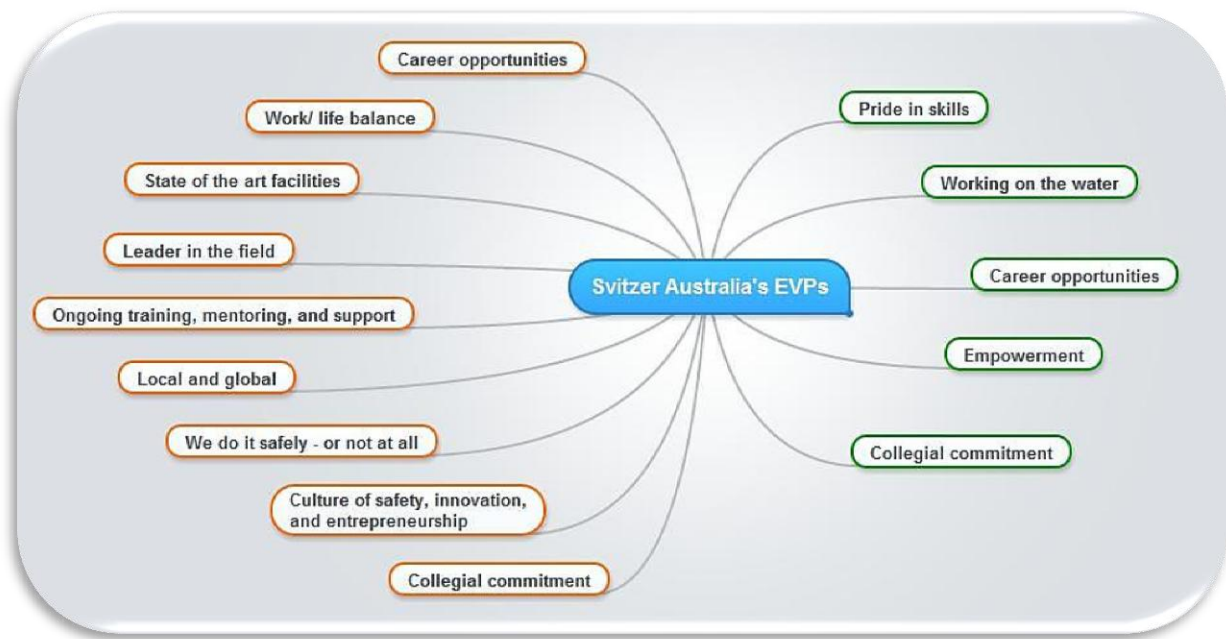 Career opportunities
Work/ life balance
State of the art facilities
Leader in the field
Ongoing training, mentoring, and support
Local and global
We do it safely - or not at all
Culture of safety, innovation,
and entrepreneurship
Collegial commitment
Svitzer Australia's EVPs
Pride in skills
Working on the water
Career opportunities
Empowerment
Collegial commitment